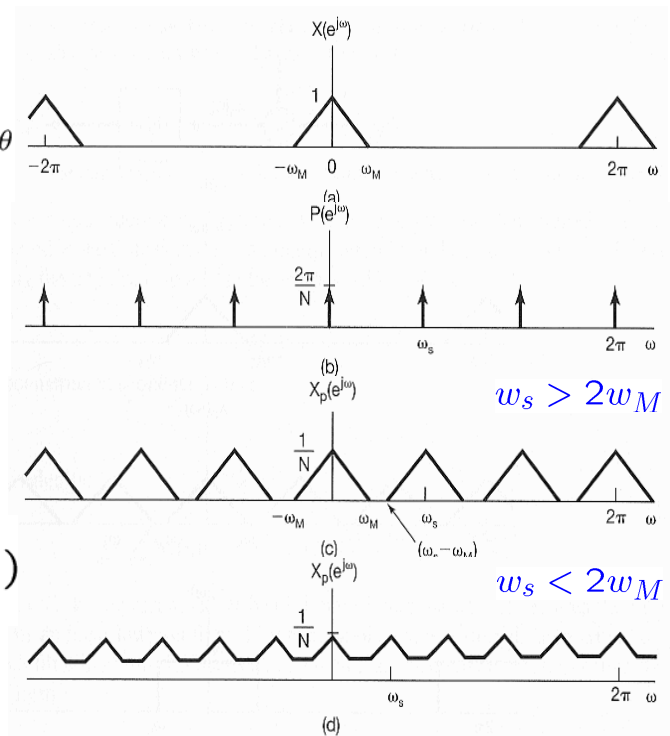 X(e^{jω})
1
θ
−2π −ω_M 0 ω_M 2π ω
(a)
P(e^{jω})
2π
N
ω_s 2π ω
(b)
X_p(e^{jω}) w_s > 2w_M
1
N
−ω_M ω_M ω_s 2π ω
(c) (ω_s−ω_M)
) X_p(e^{jω}) w_s < 2w_M
1
N
ω_s 2π ω
(d)